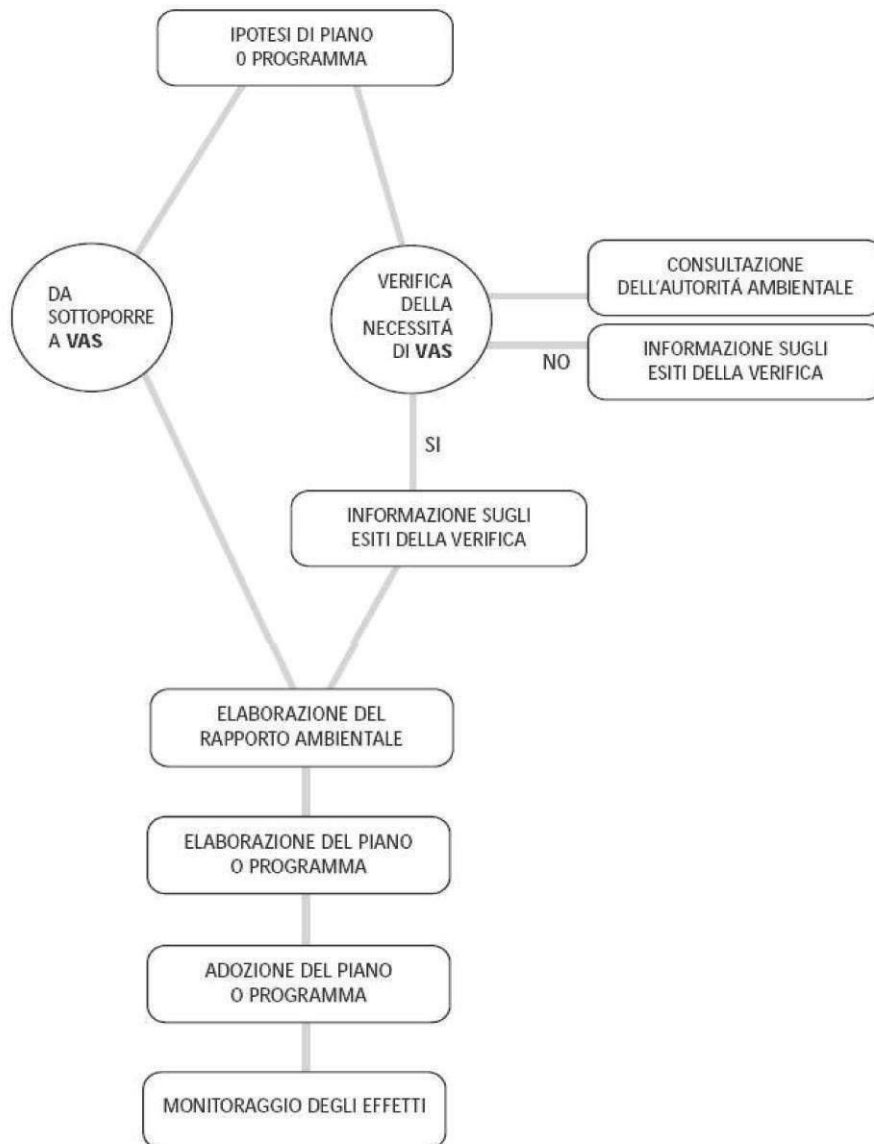 IPOTESI DI PIANO
O PROGRAMMA
DA
SOTTOPORRE
A VAS
VERIFICA
DELLA
NECESSITÁ
DI VAS
CONSULTAZIONE
DELL'AUTORITÁ AMBIENTALE
NO
INFORMAZIONE SUGLI
ESITI DELLA VERIFICA
SI
INFORMAZIONE SUGLI
ESITI DELLA VERIFICA
ELABORAZIONE DEL
RAPPORTO AMBIENTALE
ELABORAZIONE DEL PIANO
O PROGRAMMA
ADOZIONE DEL PIANO
O PROGRAMMA
MONITORAGGIO DEGLI EFFETTI